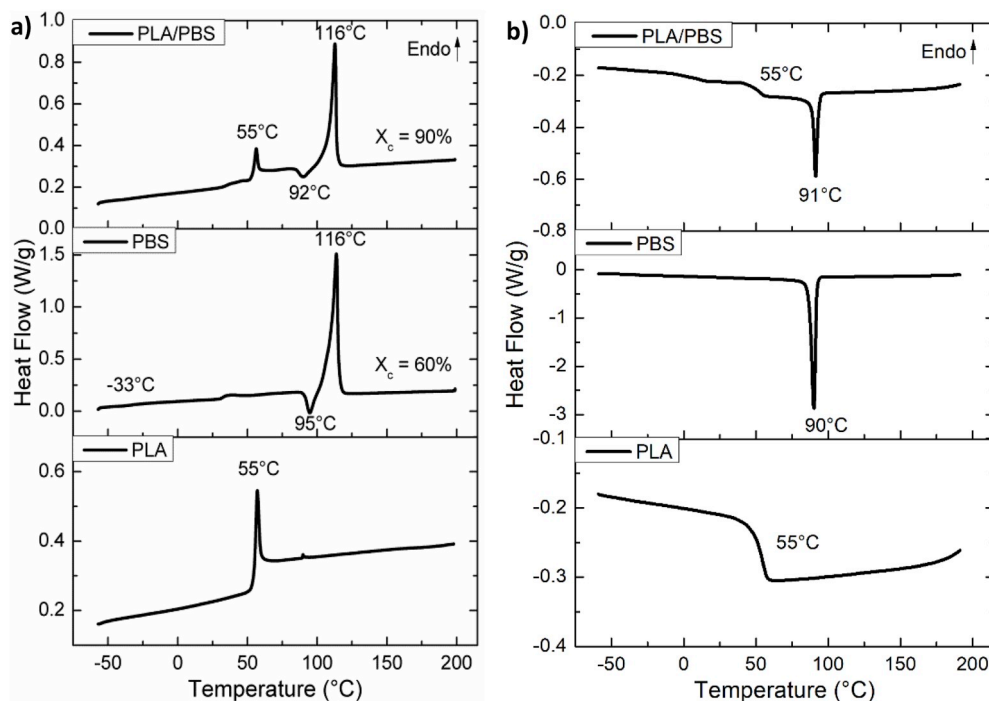 a)
PLA/PBS
116°C
Endo
55°C
X_c = 90%
92°C
1.0
0.8
0.6
0.4
0.2
0.0
PBS
116°C
-33°C
X_c = 60%
95°C
1.5
1.0
0.5
0.0
PLA
55°C
0.6
0.4
0.2
Heat Flow (W/g)
-50 0 50 100 150 200
Temperature (°C)
b)
PLA/PBS
Endo
55°C
91°C
0.0
-0.2
-0.4
-0.6
-0.8
PBS
90°C
0
-1
-2
-3
PLA
55°C
-0.1
-0.2
-0.3
-0.4
Heat Flow (W/g)
-50 0 50 100 150 200
Temperature (°C)